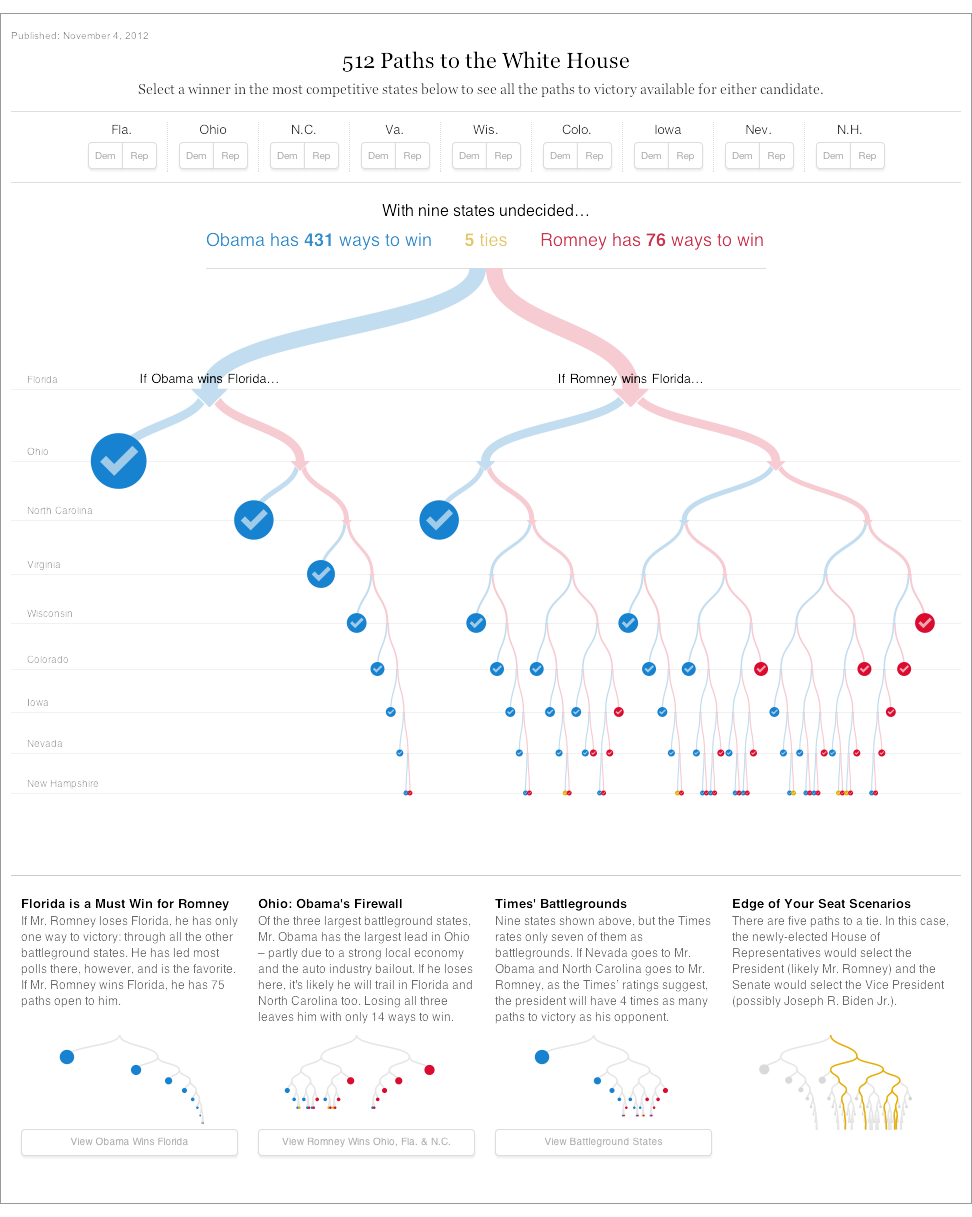 Published: November 4, 2012
512 Paths to the White House
Select a winner in the most competitive states below to see all the paths to victory available for either candidate.
Fla. Ohio N.C. Va. Wis. Colo. Iowa Nev. N.H.
Dem Rep Dem Rep Dem Rep Dem Rep Dem Rep Dem Rep Dem Rep Dem Rep Dem Rep
With nine states undecided…
Obama has 431 ways to win 5 ties Romney has 76 ways to win
Florida If Obama wins Florida… If Romney wins Florida…
Ohio
North Carolina
Virginia
Wisconsin
Colorado
Iowa
Nevada
New Hampshire
Florida is a Must Win for Romney
If Mr. Romney loses Florida, he has only
one way to victory: through all the other
battleground states. He has led most
polls there, however, and is the favorite.
If Mr. Romney wins Florida, he has 75
paths open to him.
View Obama Wins Florida
Ohio: Obama's Firewall
Of the three largest battleground states,
Mr. Obama has the largest lead in Ohio
– partly due to a strong local economy
and the auto industry bailout. If he loses
here, it's likely he will trail in Florida and
North Carolina too. Losing all three
leaves him with only 14 ways to win.
View Romney Wins Ohio, Fla. & N.C.
Times' Battlegrounds
Nine states shown above, but the Times
rates only seven of them as
battlegrounds. If Nevada goes to Mr.
Obama and North Carolina goes to Mr.
Romney, as the Times' ratings suggest,
the president will have 4 times as many
paths to victory as his opponent.
View Battleground States
Edge of Your Seat Scenarios
There are five paths to a tie. In this case,
the newly-elected House of
Representatives would select the
President (likely Mr. Romney) and the
Senate would select the Vice President
(possibly Joseph R. Biden Jr.).